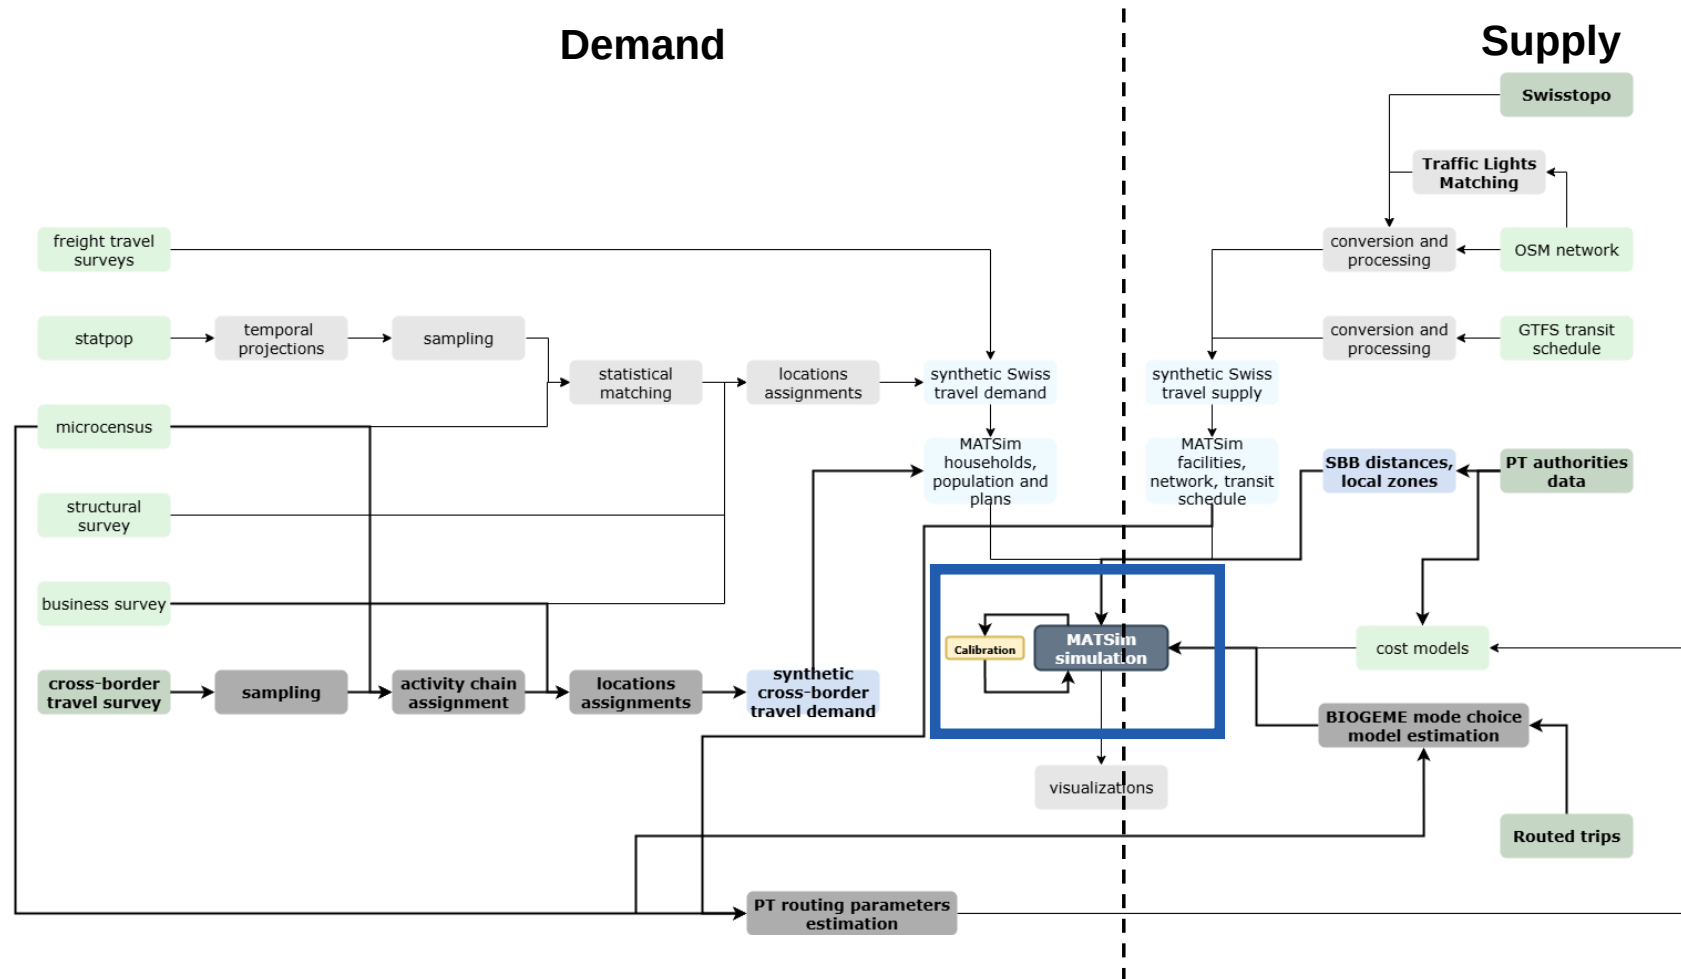 Demand
Supply
Swisstopo
Traffic Lights
Matching
freight travel
surveys
conversion and
processing
OSM network
statpop
temporal
projections
sampling
conversion and
processing
GTFS transit
schedule
statistical
matching
locations
assignments
synthetic Swiss
travel demand
synthetic Swiss
travel supply
microcensus
MATSim
households,
population and
plans
MATSim
facilities,
network, transit
schedule
SBB distances,
local zones
PT authorities
data
structural
survey
business survey
Calibration
MATSim
simulation
cost models
cross-border
travel survey
sampling
activity chain
assignment
locations
assignments
synthetic
cross-border
travel demand
BIOGEME mode choice
model estimation
visualizations
Routed trips
PT routing parameters
estimation